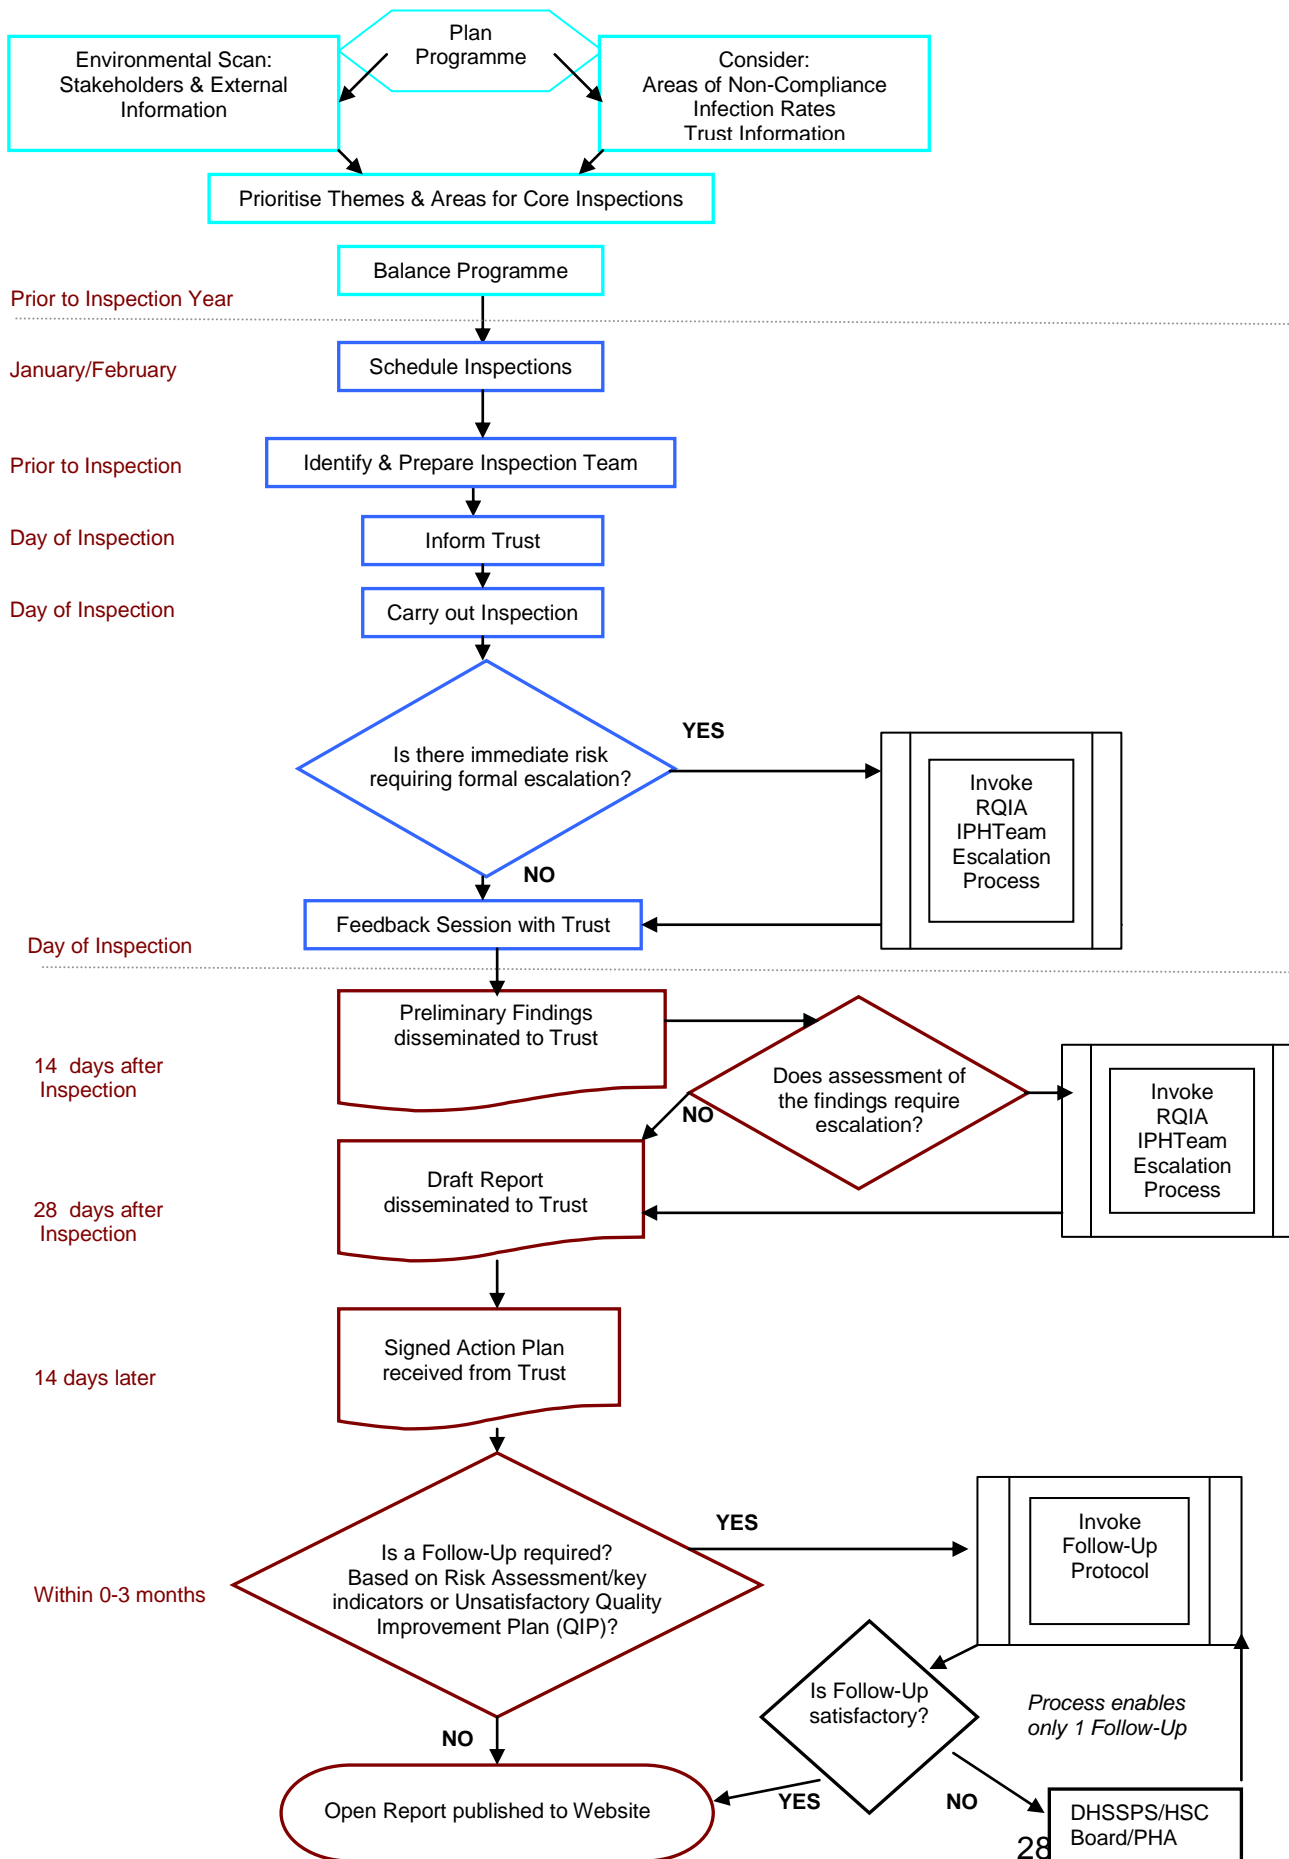 Plan
Programme
Environmental Scan:
Stakeholders & External
Information
Consider:
Areas of Non-Compliance
Infection Rates
Trust Information
Prioritise Themes & Areas for Core Inspections
Balance Programme
Prior to Inspection Year
January/February
Schedule Inspections
Prior to Inspection
Identify & Prepare Inspection Team
Day of Inspection
Inform Trust
Day of Inspection
Carry out Inspection
Is there immediate risk
requiring formal escalation?
YES
Invoke
RQIA
IPHTeam
Escalation
Process
NO
Feedback Session with Trust
Day of Inspection
Preliminary Findings
disseminated to Trust
14  days after
Inspection
Does assessment of
the findings require
escalation?
NO
Invoke
RQIA
IPHTeam
Escalation
Process
Draft Report
disseminated to Trust
28  days after
Inspection
Signed Action Plan
received from Trust
14 days later
Is a Follow-Up required?
Based on Risk Assessment/key
indicators or Unsatisfactory Quality
Improvement Plan (QIP)?
YES
Invoke
Follow-Up
Protocol
Within 0-3 months
Is Follow-Up
satisfactory?
Process enables
only 1 Follow-Up
NO
Open Report published to Website
YES
NO
DHSSPS/HSC
Board/PHA
28